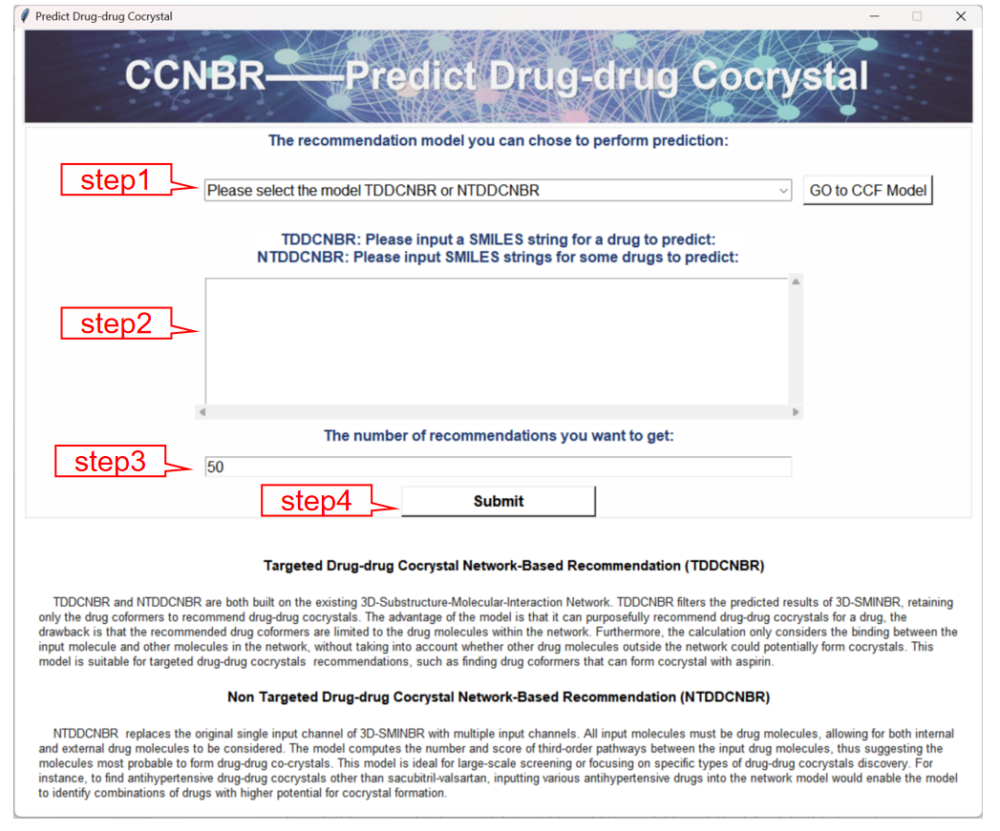 Predict Drug-drug Cocrystal
CCNBR——Predict Drug-drug Cocrystal
The recommendation model you can chose to perform prediction:
step1
Please select the model TDDCNBR or NTDDCNBR
GO to CCF Model
TDDCNBR: Please input a SMILES string for a drug to predict:
NTDDCNBR: Please input SMILES strings for some drugs to predict:
step2
The number of recommendations you want to get:
step3
50
step4
Submit
Targeted Drug-drug Cocrystal Network-Based Recommendation (TDDCNBR)
TDDCNBR and NTDDCNBR are both built on the existing 3D-Substructure-Molecular-Interaction Network. TDDCNBR filters the predicted results of 3D-SMINBR, retaining
only the drug coformers to recommend drug-drug cocrystals. The advantage of the model is that it can purposefully recommend drug-drug cocrystals for a drug, the
drawback is that the recommended drug coformers are limited to the drug molecules within the network. Furthermore, the calculation only considers the binding between the
input molecule and other molecules in the network, without taking into account whether other drug molecules outside the network could potentially form cocrystals. This
model is suitable for targeted drug-drug cocrystals recommendations, such as finding drug coformers that can form cocrystal with aspirin.
Non Targeted Drug-drug Cocrystal Network-Based Recommendation (NTDDCNBR)
NTDDCNBR replaces the original single input channel of 3D-SMINBR with multiple input channels. All input molecules must be drug molecules, allowing for both internal
and external drug molecules to be considered. The model computes the number and score of third-order pathways between the input drug molecules, thus suggesting the
molecules most probable to form drug-drug co-crystals. This model is ideal for large-scale screening or focusing on specific types of drug-drug cocrystals discovery. For
instance, to find antihypertensive drug-drug cocrystals other than sacubitril-valsartan, inputting various antihypertensive drugs into the network model would enable the model
to identify combinations of drugs with higher potential for cocrystal formation.